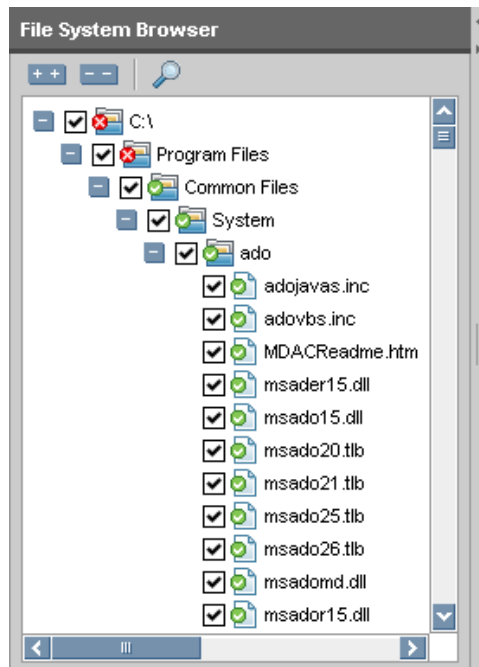 File System Browser
C:\
Program Files
Common Files
System
ado
adojavas.inc
adovbs.inc
MDACReadme.htm
msader15.dll
msado15.dll
msado20.tlb
msado21.tlb
msado25.tlb
msado26.tlb
msadomd.dll
msador15.dll